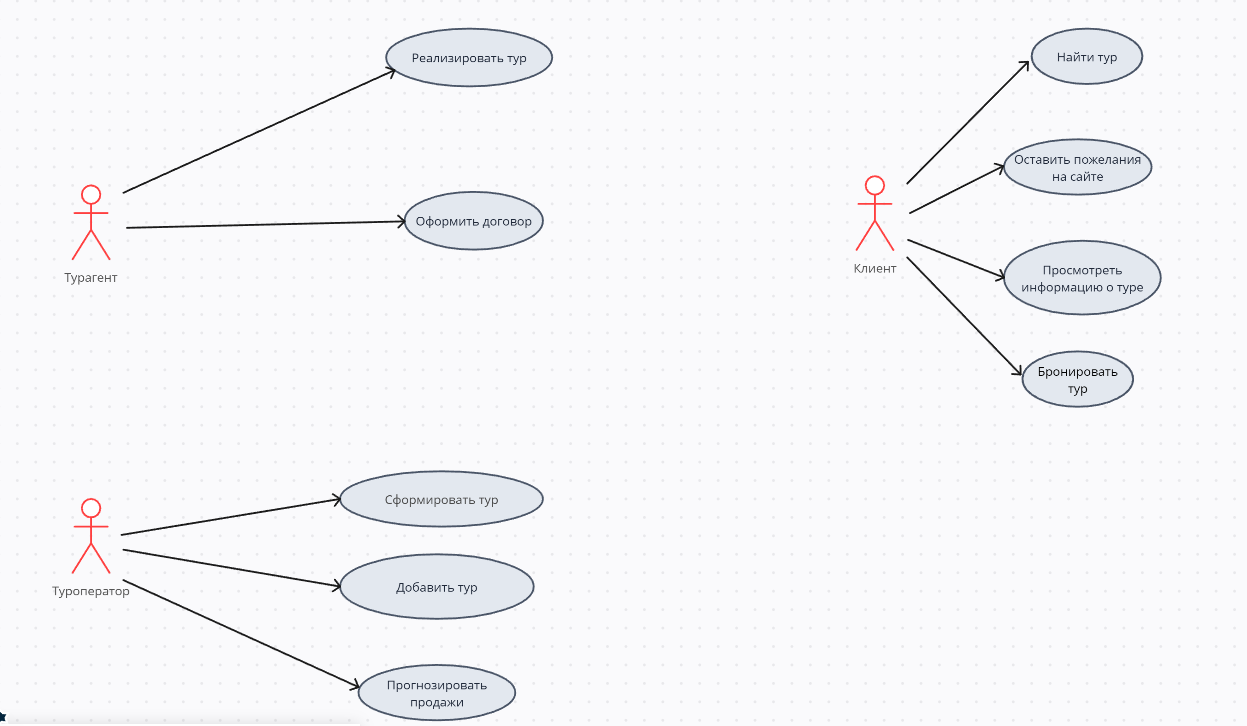 Реализировать тур
Оформить договор
Турагент
Найти тур
Оставить пожелания
на сайте
Клиент
Просмотреть
информацию о туре
Бронировать
тур
Сформировать тур
Добавить тур
Туроператор
Прогнозировать
продажи